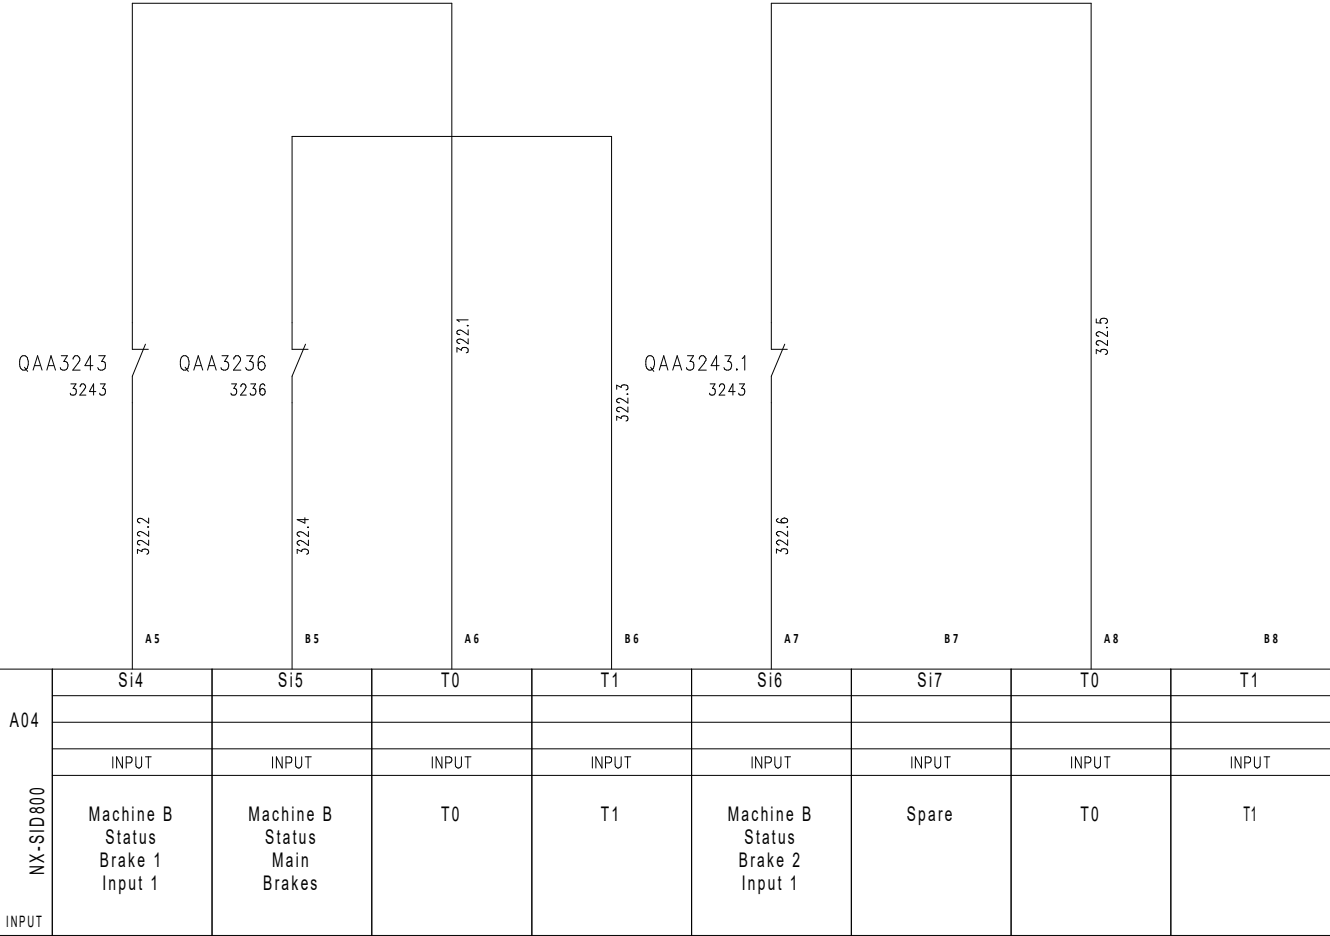 322.1
322.5
QAA3243
3243
QAA3236
3236
QAA3243.1
3243
322.3
322.2
322.4
322.6
A5 B5 A6 B6 A7 B7 A8 B8
Si4 Si5 T0 T1 Si6 Si7 T0 T1
A04
INPUT INPUT INPUT INPUT INPUT INPUT INPUT INPUT
NX-SID800
INPUT
Machine B
Status
Brake 1
Input 1
Machine B
Status
Main
Brakes
T0
T1
Machine B
Status
Brake 2
Input 1
Spare
T0
T1